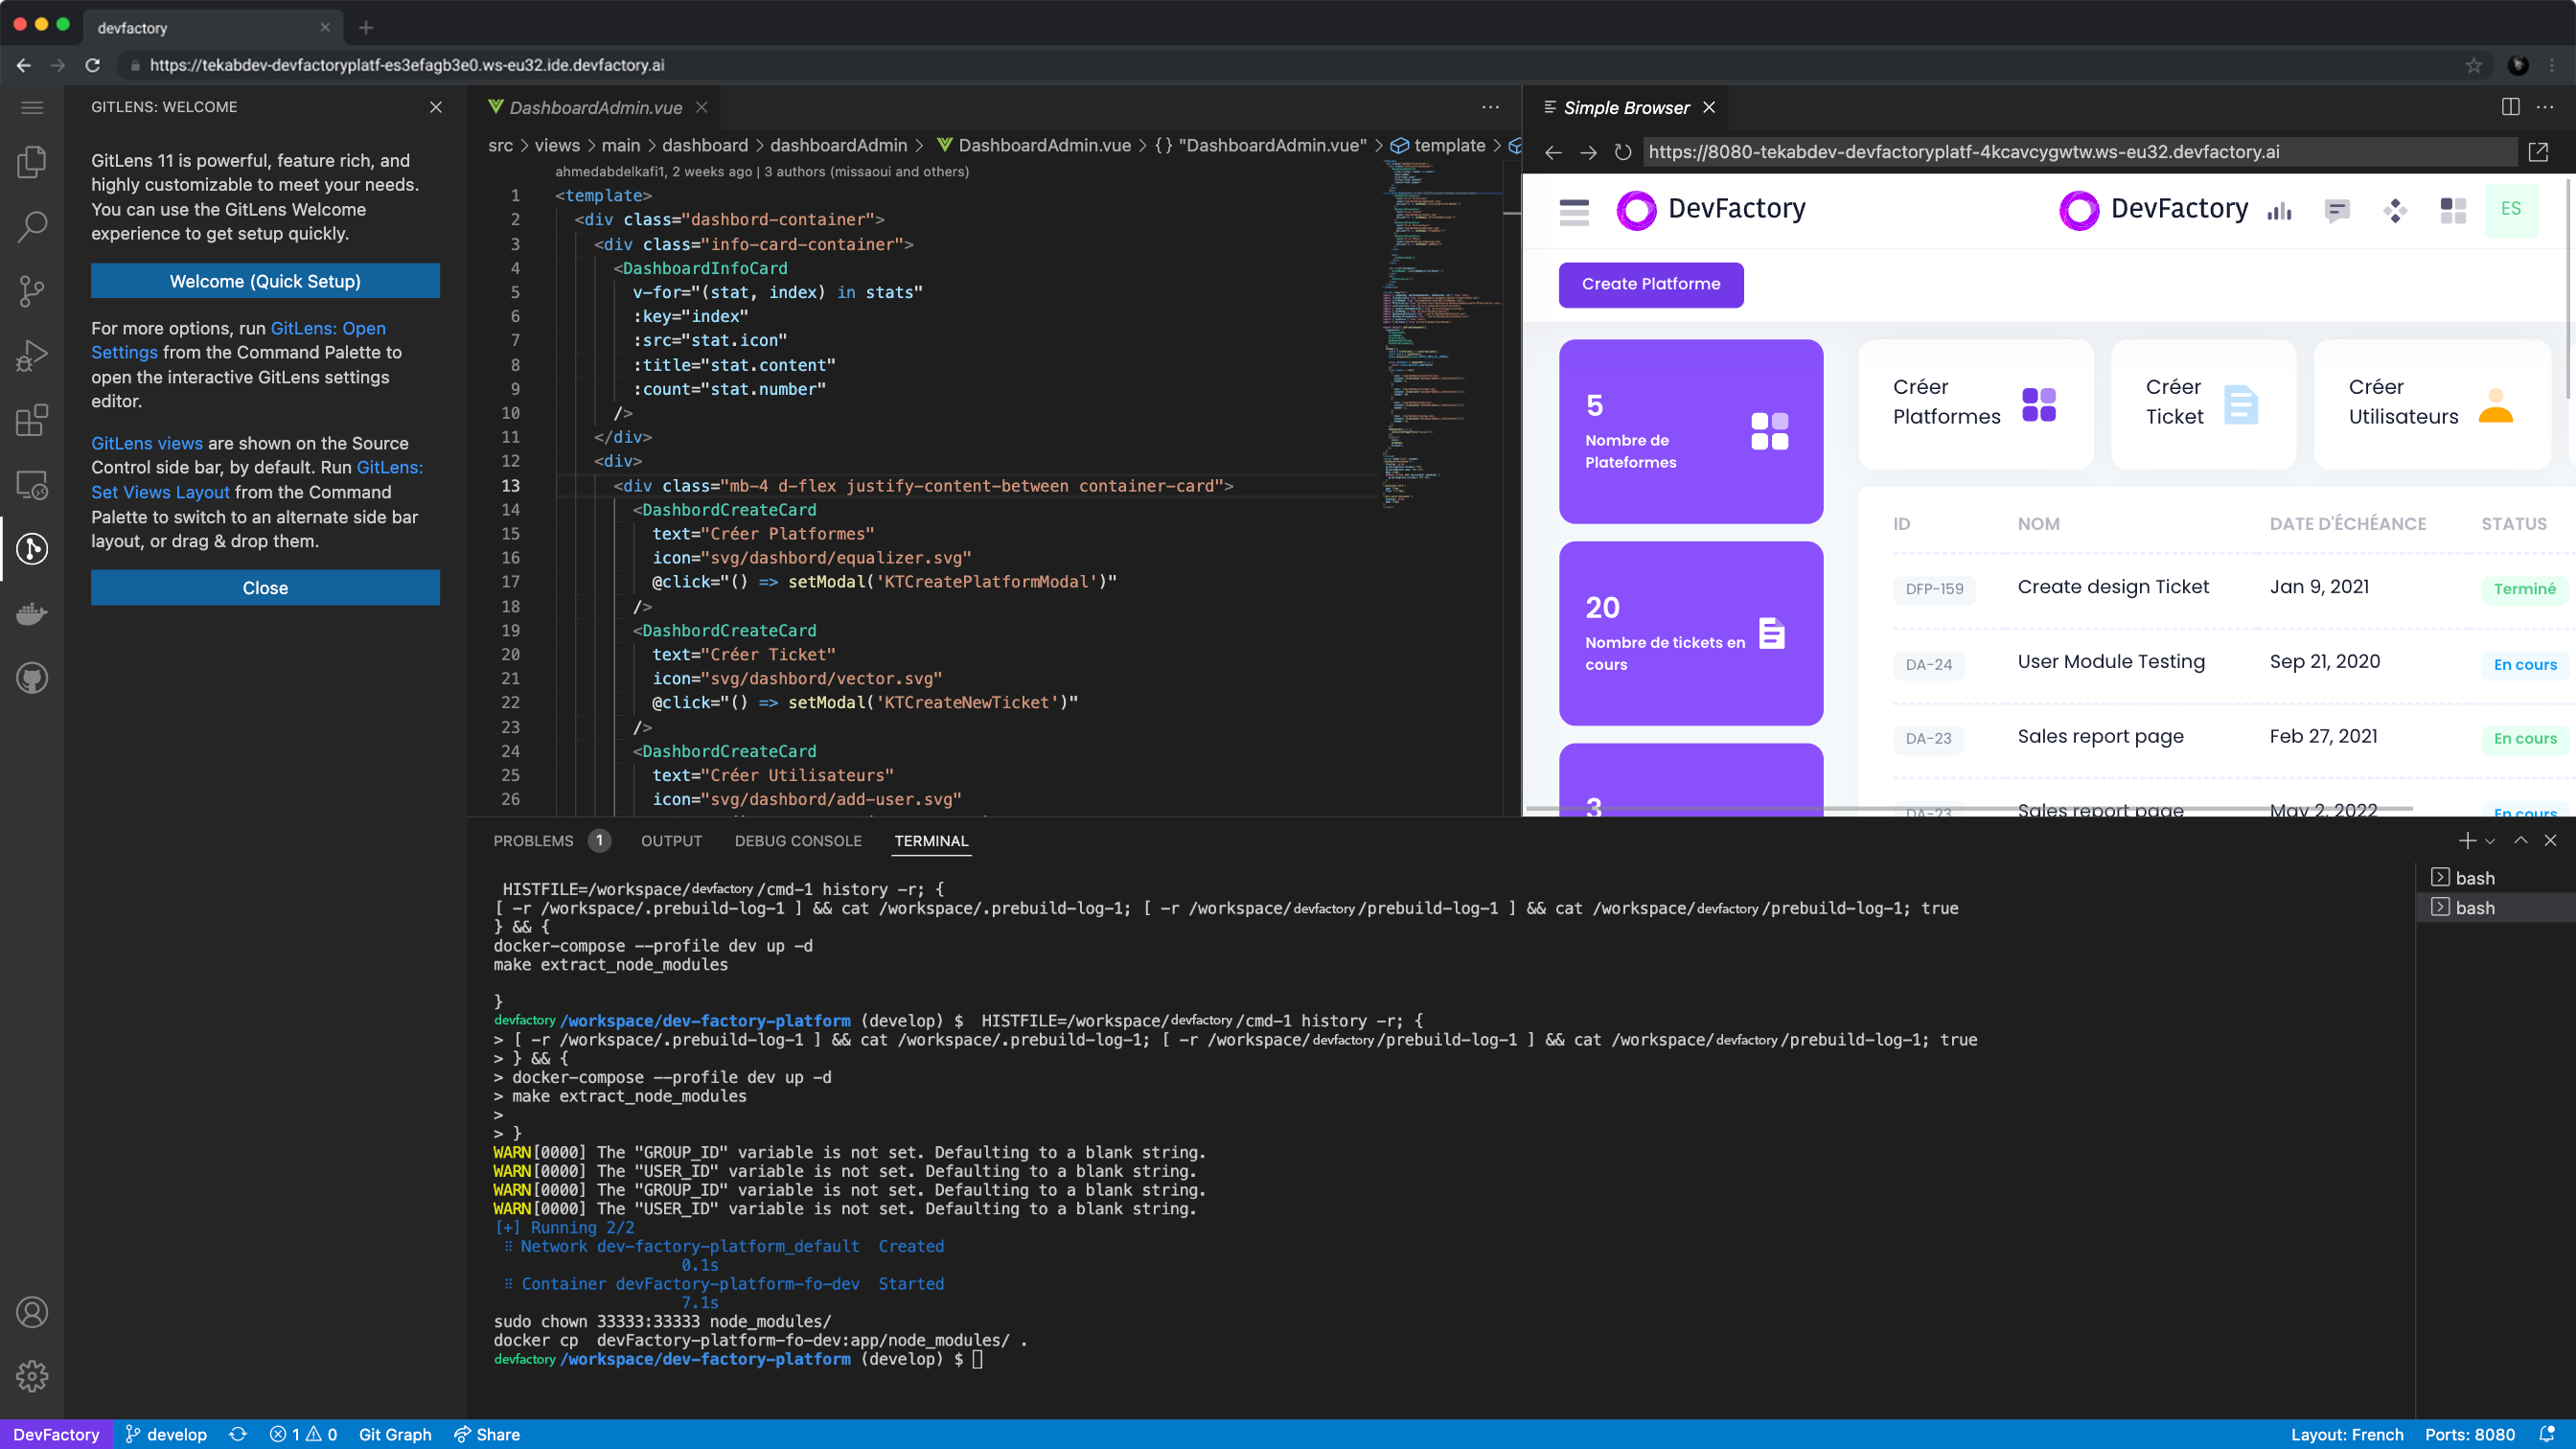 devfactory
https://tekabdev-devfactoryplatf-es3efagb3e0.ws-eu32.ide.devfactory.ai
GITLENS: WELCOME
GitLens 11 is powerful, feature rich, and
highly customizable to meet your needs.
You can use the GitLens Welcome
experience to get setup quickly.
Welcome (Quick Setup)
For more options, run GitLens: Open
Settings from the Command Palette to
open the interactive GitLens settings
editor.
GitLens views are shown on the Source
Control side bar, by default. Run GitLens:
Set Views Layout from the Command
Palette to switch to an alternate side bar
layout, or drag & drop them.
Close
DashboardAdmin.vue
src > views > main > dashboard > dashboardAdmin > DashboardAdmin.vue > {} "DashboardAdmin.vue" > template >
ahmedabdelkafi1, 2 weeks ago | 3 authors (missaoui and others)
1 <template>
2 <div class="dashbord-container">
3 <div class="info-card-container">
4 <DashboardInfoCard
5 v-for="(stat, index) in stats"
6 :key="index"
7 :src="stat.icon"
8 :title="stat.content"
9 :count="stat.number"
10 />
11 </div>
12 <div>
13 <div class="mb-4 d-flex justify-content-between container-card">
14 <DashbordCreateCard
15 text="Créer Platformes"
16 icon="svg/dashbord/equalizer.svg"
17 @click="() => setModal('KTCreatePlatformModal')"
18 />
19 <DashbordCreateCard
20 text="Créer Ticket"
21 icon="svg/dashbord/vector.svg"
22 @click="() => setModal('KTCreateNewTicket')"
23 />
24 <DashbordCreateCard
25 text="Créer Utilisateurs"
26 icon="svg/dashbord/add-user.svg"
Simple Browser
https://8080-tekabdev-devfactoryplatf-4kcavcygwtw.ws-eu32.devfactory.ai
DevFactory
DevFactory
ES
Create Platforme
5
Nombre de
Plateformes
20
Nombre de tickets en
cours
3
Créer
Platformes
Créer
Ticket
Créer
Utilisateurs
ID NOM DATE D'ÉCHÉANCE STATUS
DFP-159 Create design Ticket Jan 9, 2021 Terminé
DA-24 User Module Testing Sep 21, 2020 En cours
DA-23 Sales report page Feb 27, 2021 En cours
DA-23 Sales report page May 2, 2022 En cours
PROBLEMS 1 OUTPUT DEBUG CONSOLE TERMINAL
HISTFILE=/workspace/devfactory/cmd-1 history -r; {
[ -r /workspace/.prebuild-log-1 ] && cat /workspace/.prebuild-log-1; [ -r /workspace/devfactory/prebuild-log-1 ] && cat /workspace/devfactory/prebuild-log-1; true
} && {
docker-compose --profile dev up -d
make extract_node_modules
}
devfactory /workspace/dev-factory-platform (develop) $ HISTFILE=/workspace/devfactory/cmd-1 history -r; {
> [ -r /workspace/.prebuild-log-1 ] && cat /workspace/.prebuild-log-1; [ -r /workspace/devfactory/prebuild-log-1 ] && cat /workspace/devfactory/prebuild-log-1; true
> } && {
> docker-compose --profile dev up -d
> make extract_node_modules
>
> }
WARN[0000] The "GROUP_ID" variable is not set. Defaulting to a blank string.
WARN[0000] The "USER_ID" variable is not set. Defaulting to a blank string.
WARN[0000] The "GROUP_ID" variable is not set. Defaulting to a blank string.
WARN[0000] The "USER_ID" variable is not set. Defaulting to a blank string.
[+] Running 2/2
⠿ Network dev-factory-platform_default Created
0.1s
⠿ Container devFactory-platform-fo-dev Started
7.1s
sudo chown 33333:33333 node_modules/
docker cp devFactory-platform-fo-dev:app/node_modules/ .
devfactory /workspace/dev-factory-platform (develop) $
bash
bash
DevFactory develop 1 0 Git Graph Share
Layout: French Ports: 8080